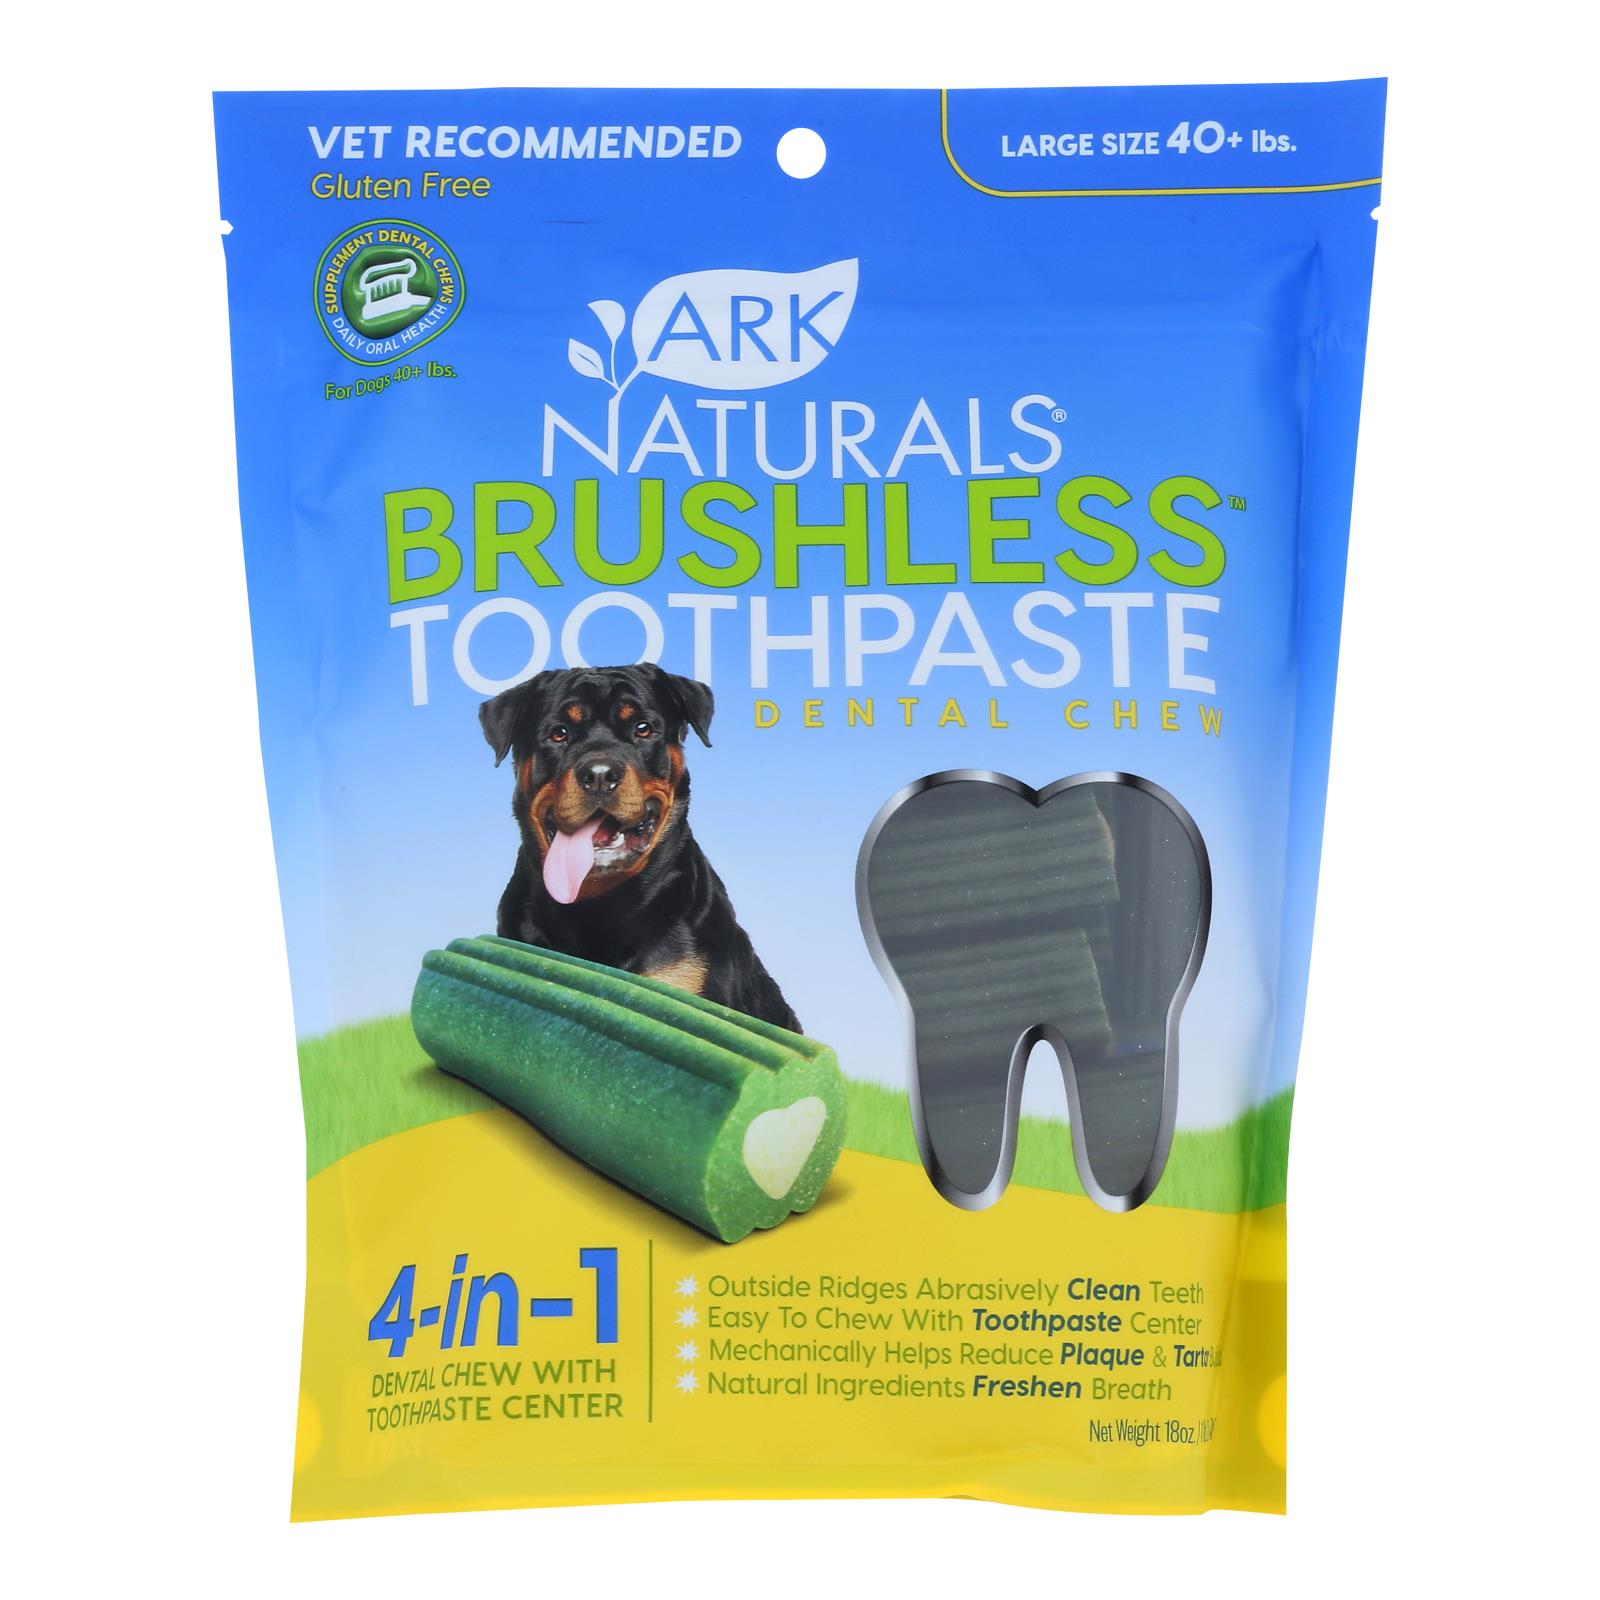 VET RECOMMENDED
Gluten Free
LARGE SIZE 40+ lbs.
SUPPLEMENT DENTAL CHEWS
DAILY ORAL HEALTH
For Dogs 40+ lbs.
ARK
NATURALS®
BRUSHLESS™
TOOTHPASTE
DENTAL CHEW
4-in-1
DENTAL CHEW WITH
TOOTHPASTE CENTER
Outside Ridges Abrasively Clean Teeth
Easy To Chew With Toothpaste Center
Mechanically Helps Reduce Plaque & Tartar
Natural Ingredients Freshen Breath
Net Weight 18oz.